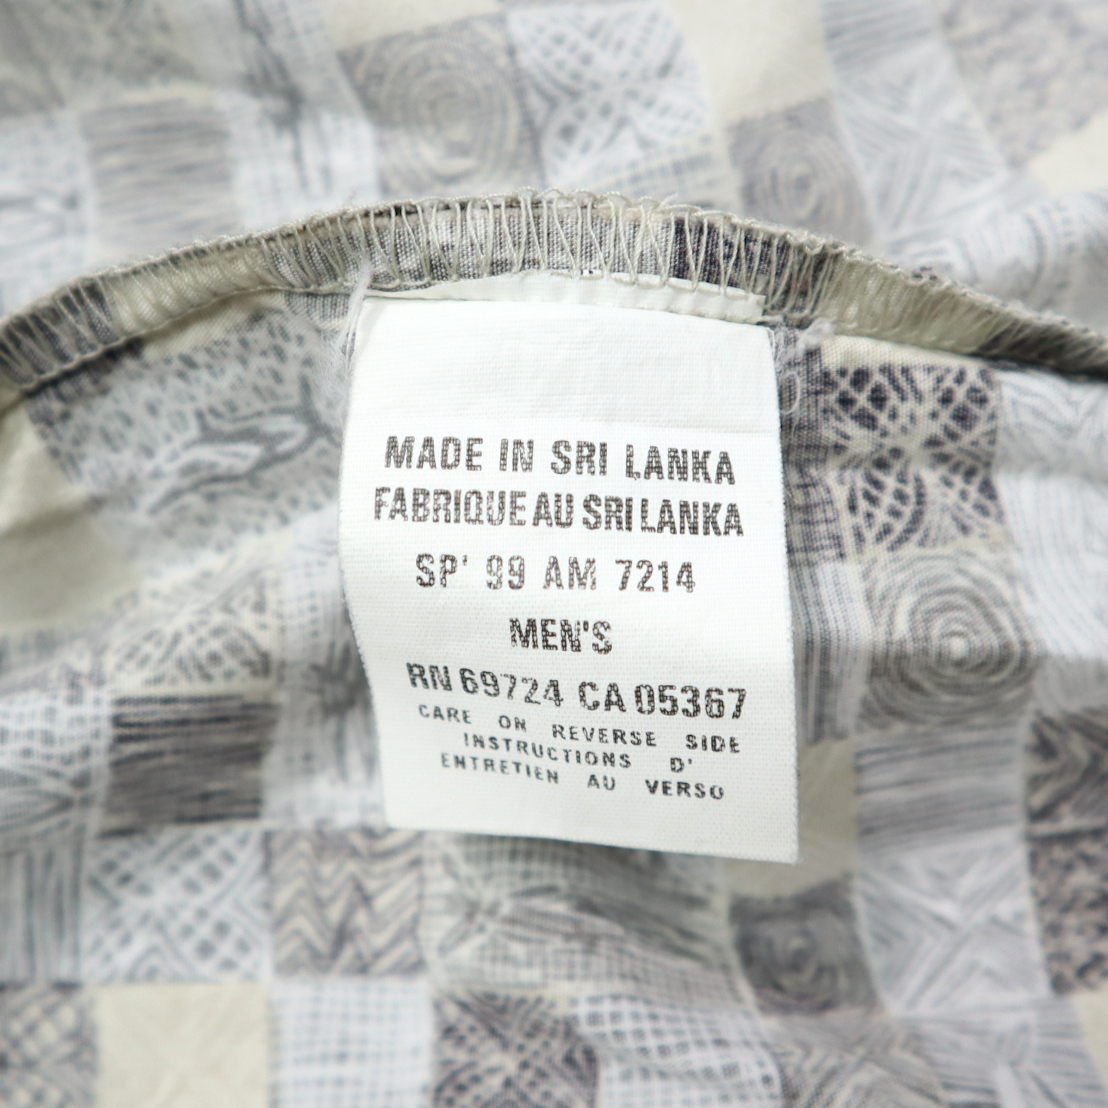 MADE IN SRI LANKA
FABRIQUE AU SRI LANKA
SP' 99 AM 7214
MEN'S
RN 69724 CA 05367
CARE ON REVERSE SIDE
INSTRUCTIONS D'
ENTRETIEN AU VERSO